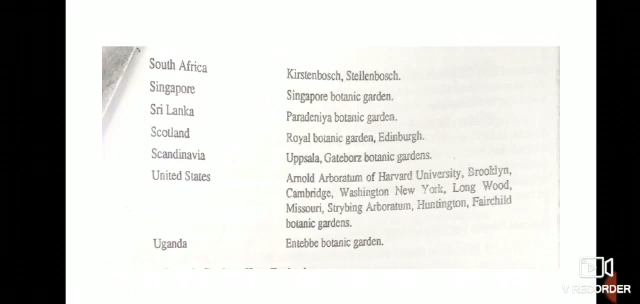 South Africa Kirstenbosch, Stellenbosch.
Singapore Singapore botanic garden.
Sri Lanka Paradeniya botanic garden.
Scotland Royal botanic garden, Edinburgh.
Scandinavia Uppsala, Gateborz botanic gardens.
United States Arnold Arboratum of Harvard University, Brooklyn,
Cambridge, Washington New York, Long Wood,
Missouri, Strybing Arboratum, Huntington, Fairchild
botanic gardens.
Uganda Entebbe botanic garden.
V RECORDER